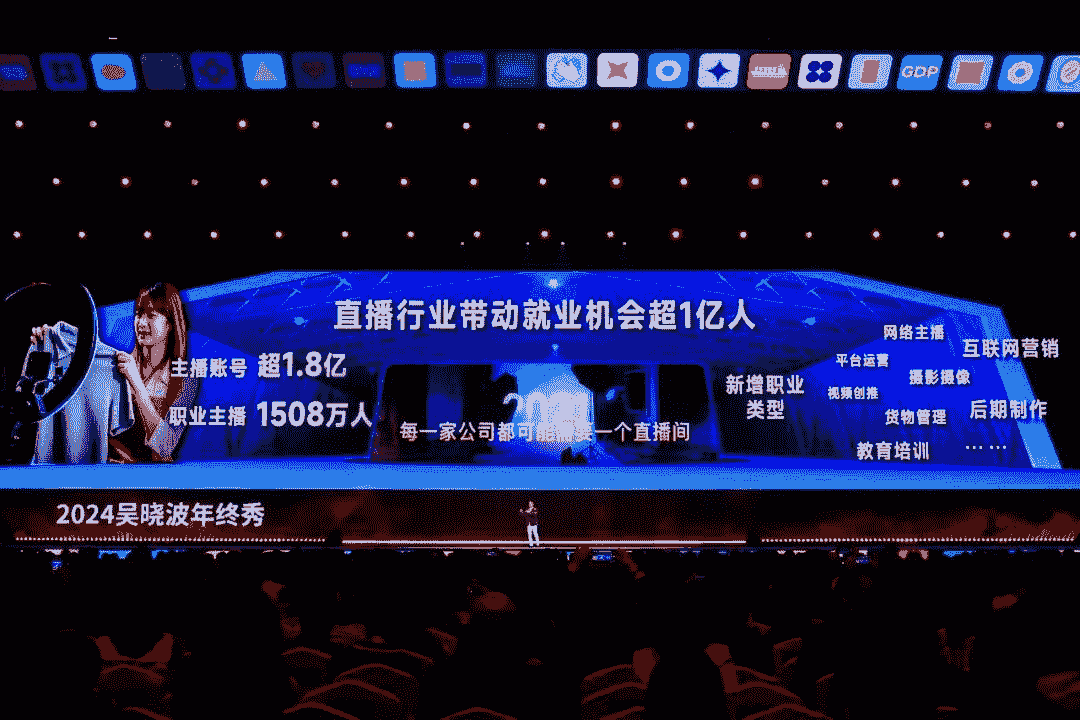 GDP
直播行业带动就业机会超1亿人
主播账号 超1.8亿
职业主播 1508万人
每一家公司都可能需要一个直播间
新增职业
类型
网络主播
互联网营销
平台运营
摄影摄像
视频创推
后期制作
货物管理
教育培训
……
2024吴晓波年终秀